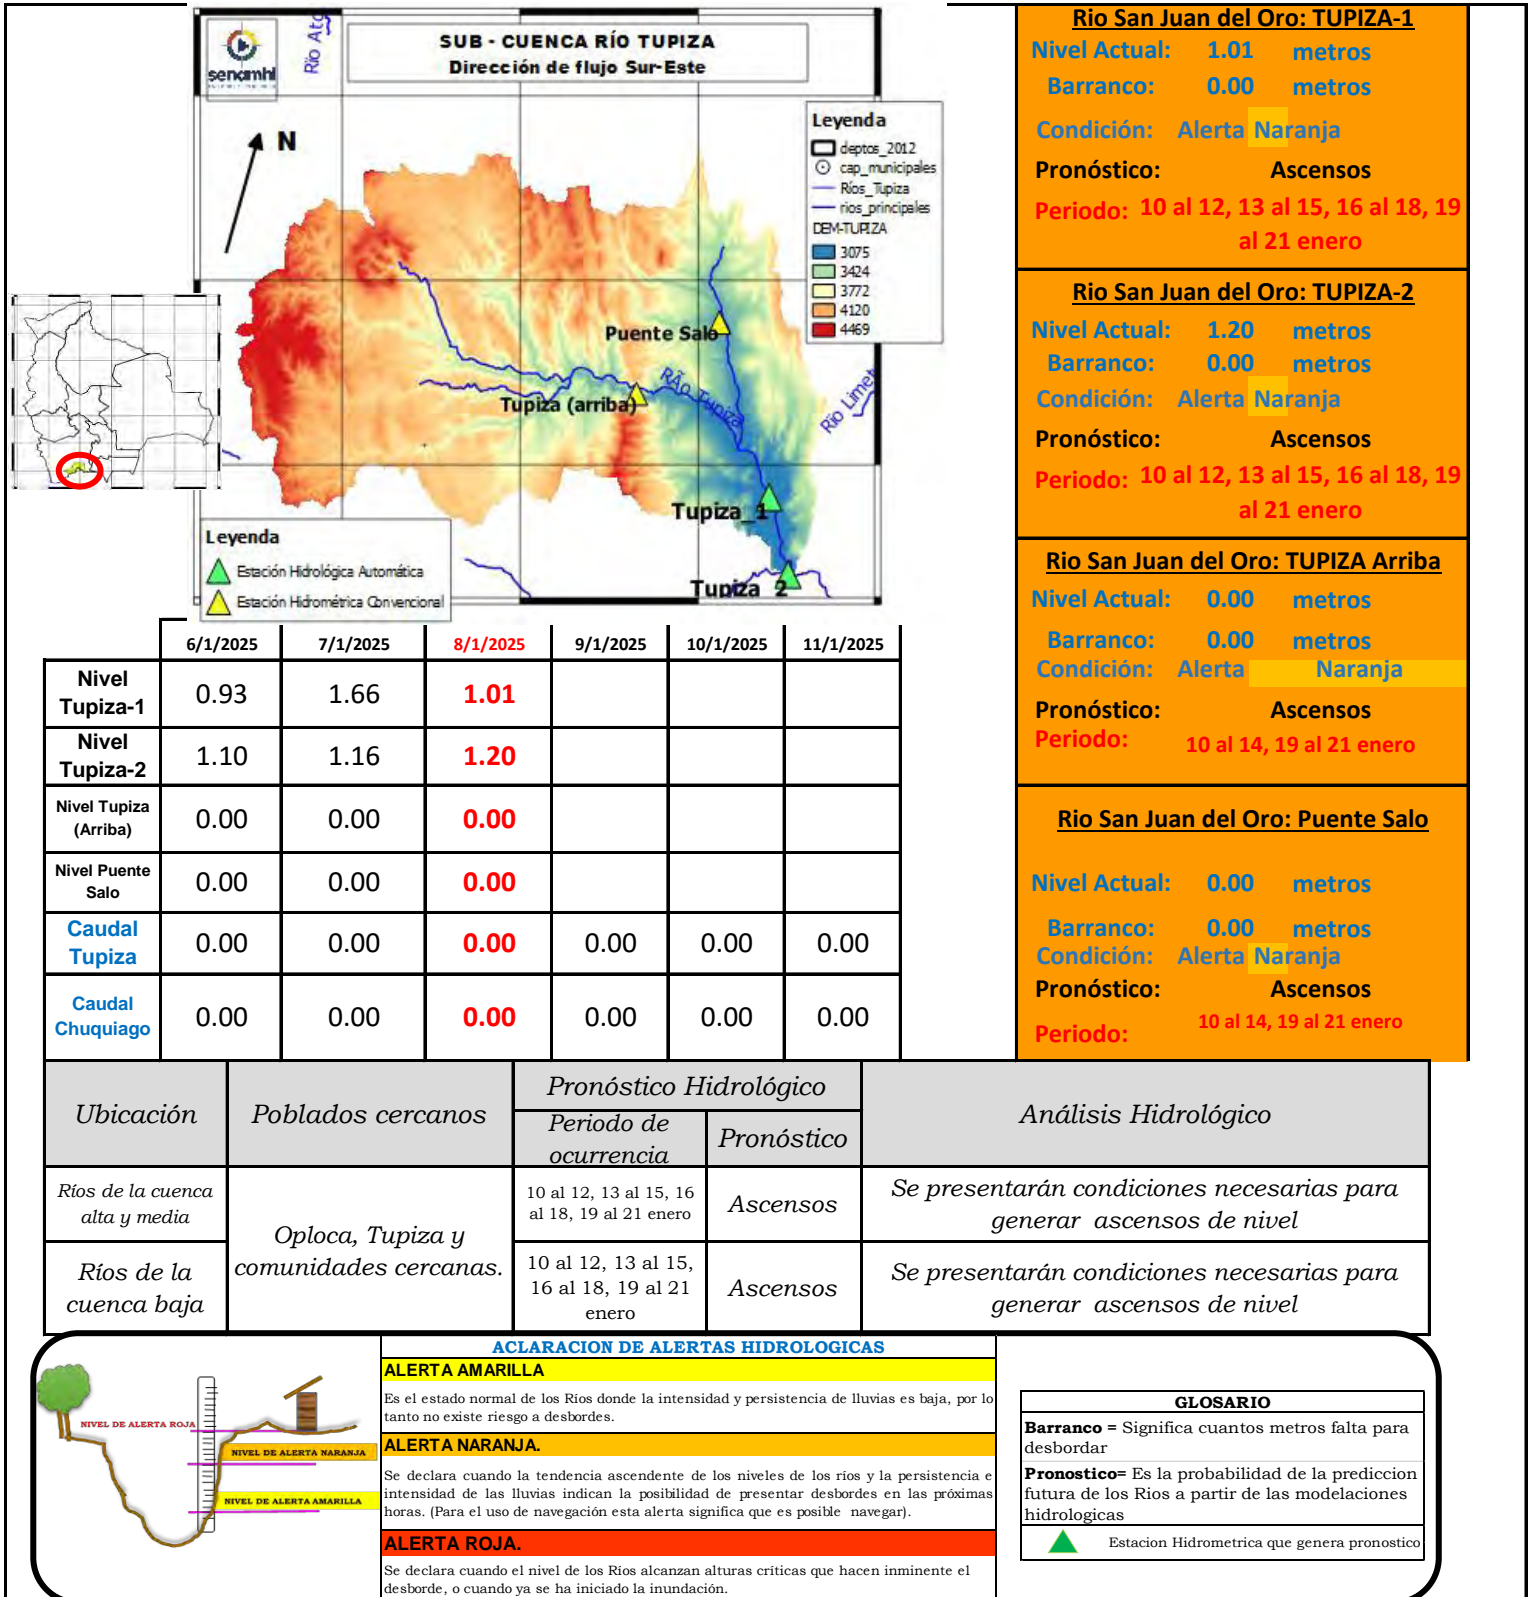 senamhi
Río Ato
SUB - CUENCA RÍO TUPIZA
Dirección de flujo Sur-Este
N
Leyenda
deptos_2012
cap_municipales
Ríos_Tupiza
rios_principales
DEM-TUPIZA
3075
3424
3772
4120
4469
Puente Salo
Tupiza (arriba)
RÃo Tupiza
Rio Limet
Tupiza_1
Tupiza_2
Leyenda
Estación Hidrológica Automática
Estación Hidrométrica Convencional
Rio San Juan del Oro: TUPIZA-1
Nivel Actual: 1.01 metros
Barranco: 0.00 metros
Condición: Alerta Naranja
Pronóstico: Ascensos
Periodo: 10 al 12, 13 al 15, 16 al 18, 19
al 21 enero
Rio San Juan del Oro: TUPIZA-2
Nivel Actual: 1.20 metros
Barranco: 0.00 metros
Condición: Alerta Naranja
Pronóstico: Ascensos
Periodo: 10 al 12, 13 al 15, 16 al 18, 19
al 21 enero
Rio San Juan del Oro: TUPIZA Arriba
Nivel Actual: 0.00 metros
Barranco: 0.00 metros
Condición: Alerta Naranja
Pronóstico: Ascensos
Periodo: 10 al 14, 19 al 21 enero
Rio San Juan del Oro: Puente Salo
Nivel Actual: 0.00 metros
Barranco: 0.00 metros
Condición: Alerta Naranja
Pronóstico: Ascensos
Periodo: 10 al 14, 19 al 21 enero
6/1/2025 7/1/2025 8/1/2025 9/1/2025 10/1/2025 11/1/2025
Nivel
Tupiza-1 0.93 1.66 1.01
Nivel
Tupiza-2 1.10 1.16 1.20
Nivel Tupiza
(Arriba) 0.00 0.00 0.00
Nivel Puente
Salo 0.00 0.00 0.00
Caudal
Tupiza 0.00 0.00 0.00 0.00 0.00 0.00
Caudal
Chuquiago 0.00 0.00 0.00 0.00 0.00 0.00
Ubicación
Poblados cercanos
Pronóstico Hidrológico
Periodo de
ocurrencia
Pronóstico
Análisis Hidrológico
Ríos de la cuenca
alta y media
Oploca, Tupiza y
comunidades cercanas.
10 al 12, 13 al 15, 16
al 18, 19 al 21 enero
Ascensos
Se presentarán condiciones necesarias para
generar ascensos de nivel
Ríos de la
cuenca baja
10 al 12, 13 al 15,
16 al 18, 19 al 21
enero
Ascensos
Se presentarán condiciones necesarias para
generar ascensos de nivel
NIVEL DE ALERTA ROJA
NIVEL DE ALERTA NARANJA
NIVEL DE ALERTA AMARILLA
ACLARACION DE ALERTAS HIDROLOGICAS
ALERTA AMARILLA
Es el estado normal de los Ríos donde la intensidad y persistencia de lluvias es baja, por lo
tanto no existe riesgo a desbordes.
ALERTA NARANJA.
Se declara cuando la tendencia ascendente de los niveles de los ríos y la persistencia e
intensidad de las lluvias indican la posibilidad de presentar desbordes en las próximas
horas. (Para el uso de navegación esta alerta significa que es posible navegar).
ALERTA ROJA.
Se declara cuando el nivel de los Ríos alcanzan alturas críticas que hacen inminente el
desborde, o cuando ya se ha iniciado la inundación.
GLOSARIO
Barranco = Significa cuantos metros falta para
desbordar
Pronostico= Es la probabilidad de la prediccion
futura de los Rios a partir de las modelaciones
hidrologicas
Estacion Hidrometrica que genera pronostico